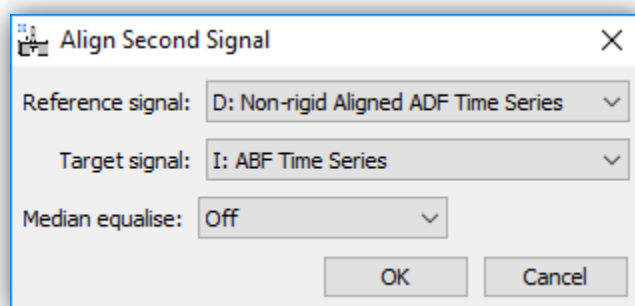 Align Second Signal
Reference signal: D: Non-rigid Aligned ADF Time Series
Target signal: I: ABF Time Series
Median equalise: Off
OK Cancel